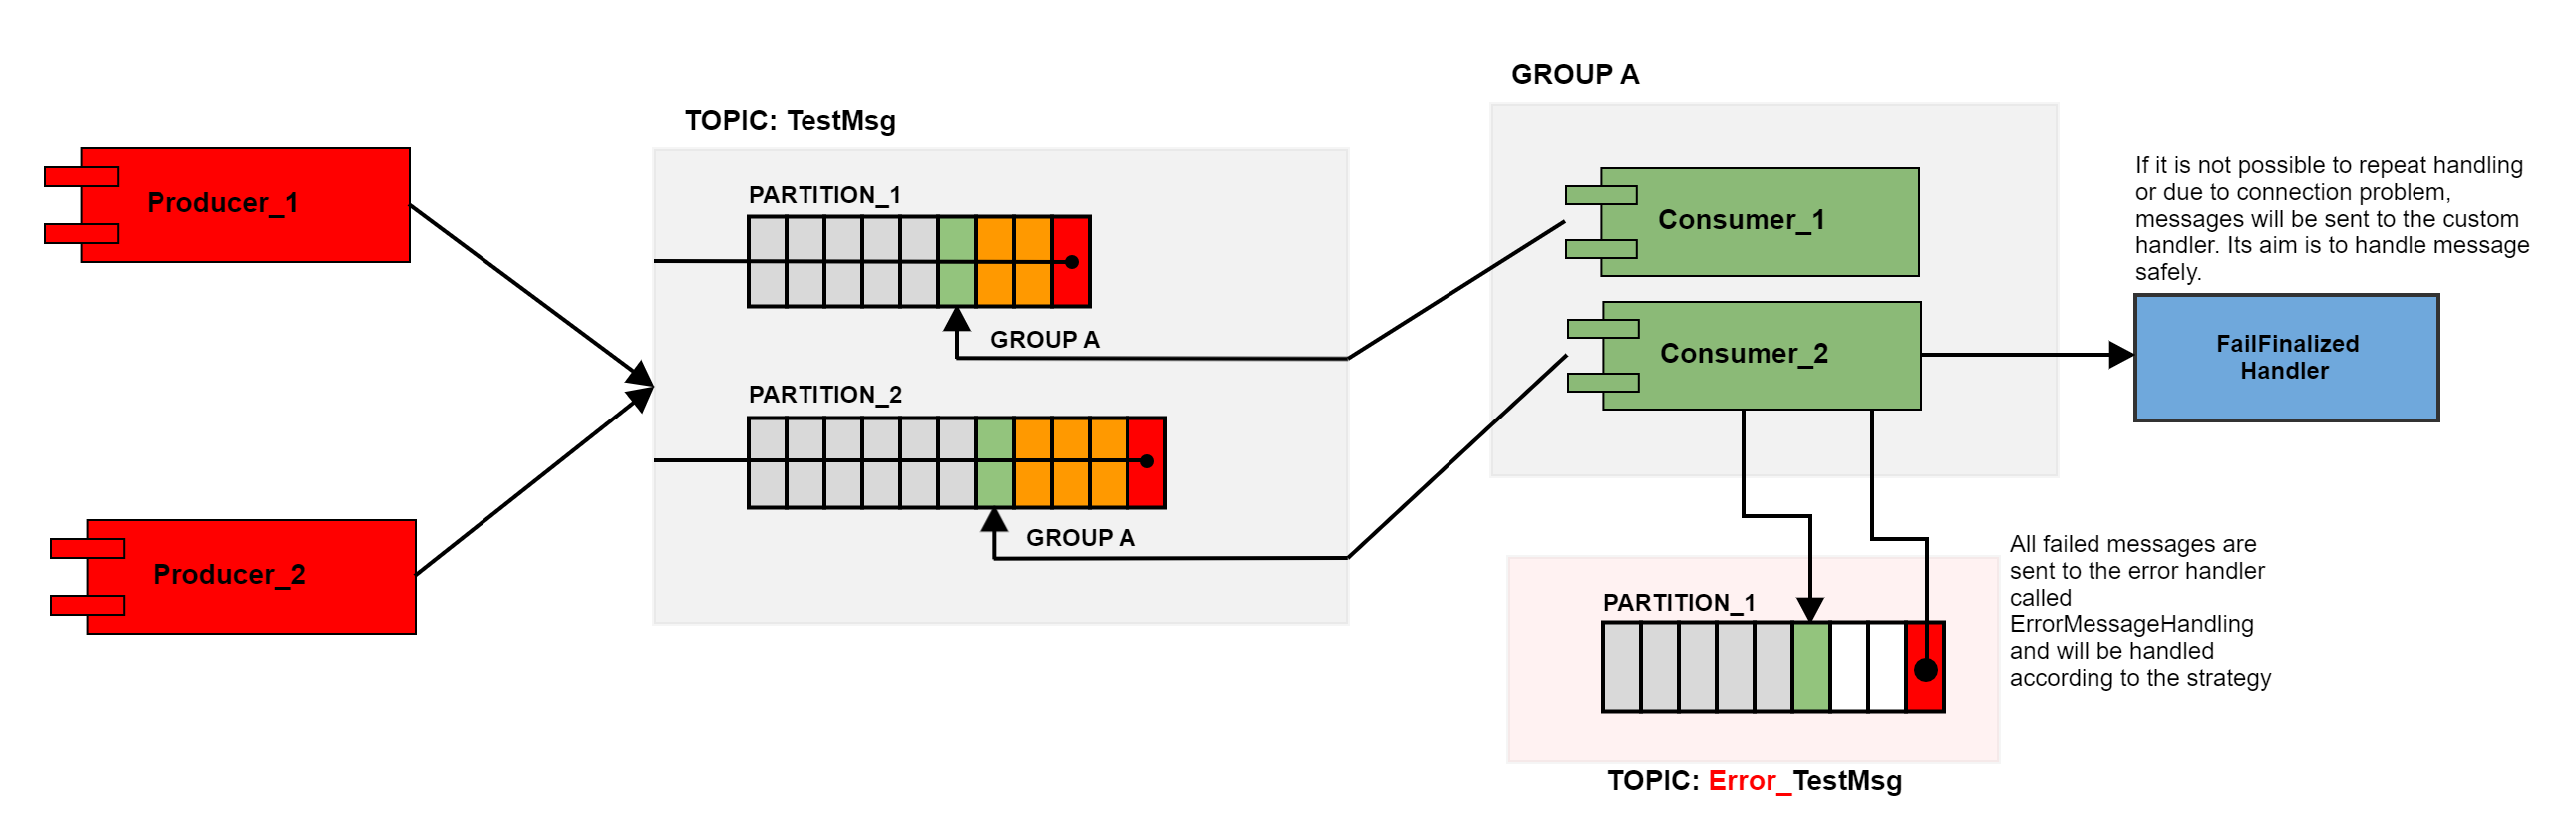 Producer_1
Producer_2
TOPIC: TestMsg
PARTITION_1
GROUP A
PARTITION_2
GROUP A
GROUP A
Consumer_1
Consumer_2
If it is not possible to repeat handling
or due to connection problem,
messages will be sent to the custom
handler. Its aim is to handle message
safely.
FailFinalized
Handler
All failed messages are
sent to the error handler
called
ErrorMessageHandling
and will be handled
according to the strategy
PARTITION_1
TOPIC: Error_TestMsg